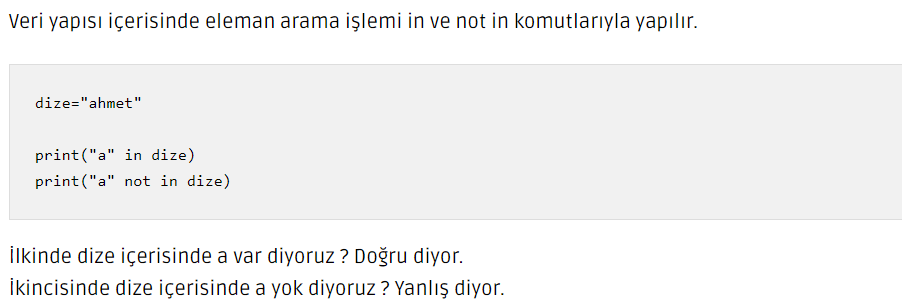 Veri yapısı içerisinde eleman arama işlemi in ve not in komutlarıyla yapılır.
dize="ahmet"
print("a" in dize)
print("a" not in dize)
İlkinde dize içerisinde a var diyoruz ? Doğru diyor.
İkincisinde dize içerisinde a yok diyoruz ? Yanlış diyor.